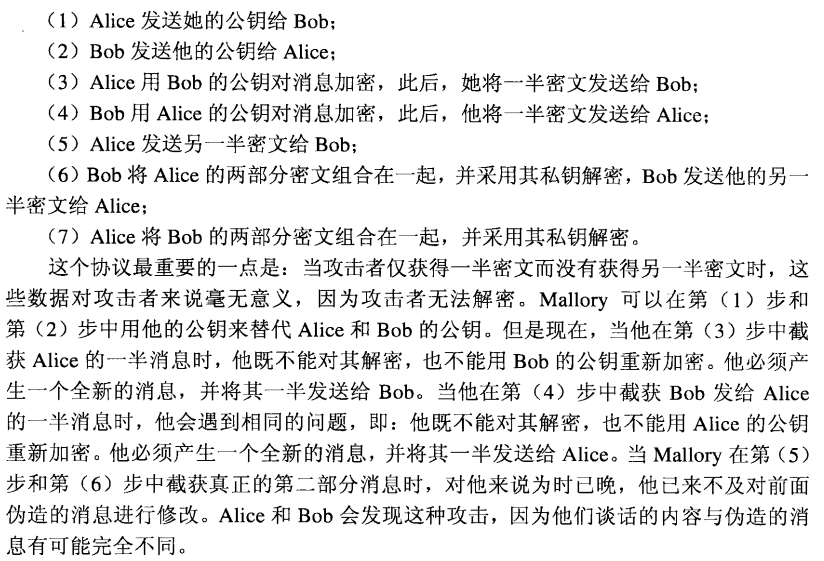 （1）Alice 发送她的公钥给 Bob；
（2）Bob 发送他的公钥给 Alice；
（3）Alice 用 Bob 的公钥对消息加密，此后，她将一半密文发送给 Bob；
（4）Bob 用 Alice 的公钥对消息加密，此后，他将一半密文发送给 Alice；
（5）Alice 发送另一半密文给 Bob；
（6）Bob 将 Alice 的两部分密文组合在一起，并采用其私钥解密，Bob 发送他的另一
半密文给 Alice；
（7）Alice 将 Bob 的两部分密文组合在一起，并采用其私钥解密。
这个协议最重要的一点是：当攻击者仅获得一半密文而没有获得另一半密文时，这
些数据对攻击者来说毫无意义，因为攻击者无法解密。Mallory 可以在第（1）步和
第（2）步中用他的公钥来替代 Alice 和 Bob 的公钥。但是现在，当他在第（3）步中截
获 Alice 的一半消息时，他既不能对其解密，也不能用 Bob 的公钥重新加密。他必须产
生一个全新的消息，并将其一半发送给 Bob。当他在第（4）步中截获 Bob 发给 Alice
的一半消息时，他会遇到相同的问题，即：他既不能对其解密，也不能用 Alice 的公钥
重新加密。他必须产生一个全新的消息，并将其一半发送给 Alice。当 Mallory 在第（5）
步和第（6）步中截获真正的第二部分消息时，对他来说为时已晚，他已来不及对前面
伪造的消息进行修改。Alice 和 Bob 会发现这种攻击，因为他们谈话的内容与伪造的消
息有可能完全不同。